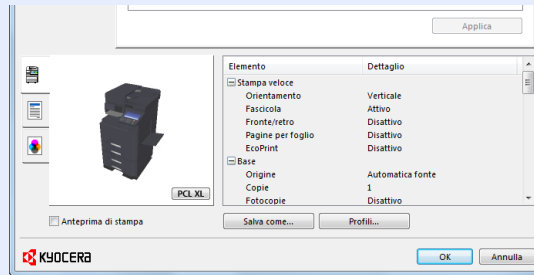 Applica
Elemento Dettaglio
Stampa veloce
Orientamento Verticale
Fascicola Attivo
Fronte/retro Disattivo
Pagine per foglio Disattivo
EcoPrint Disattivo
Base
Origine Automatica fonte
Copie 1
Fotocopie Disattivo
PCL XL
Anteprima di stampa Salva come... Profili...
KYOCERA OK Annulla